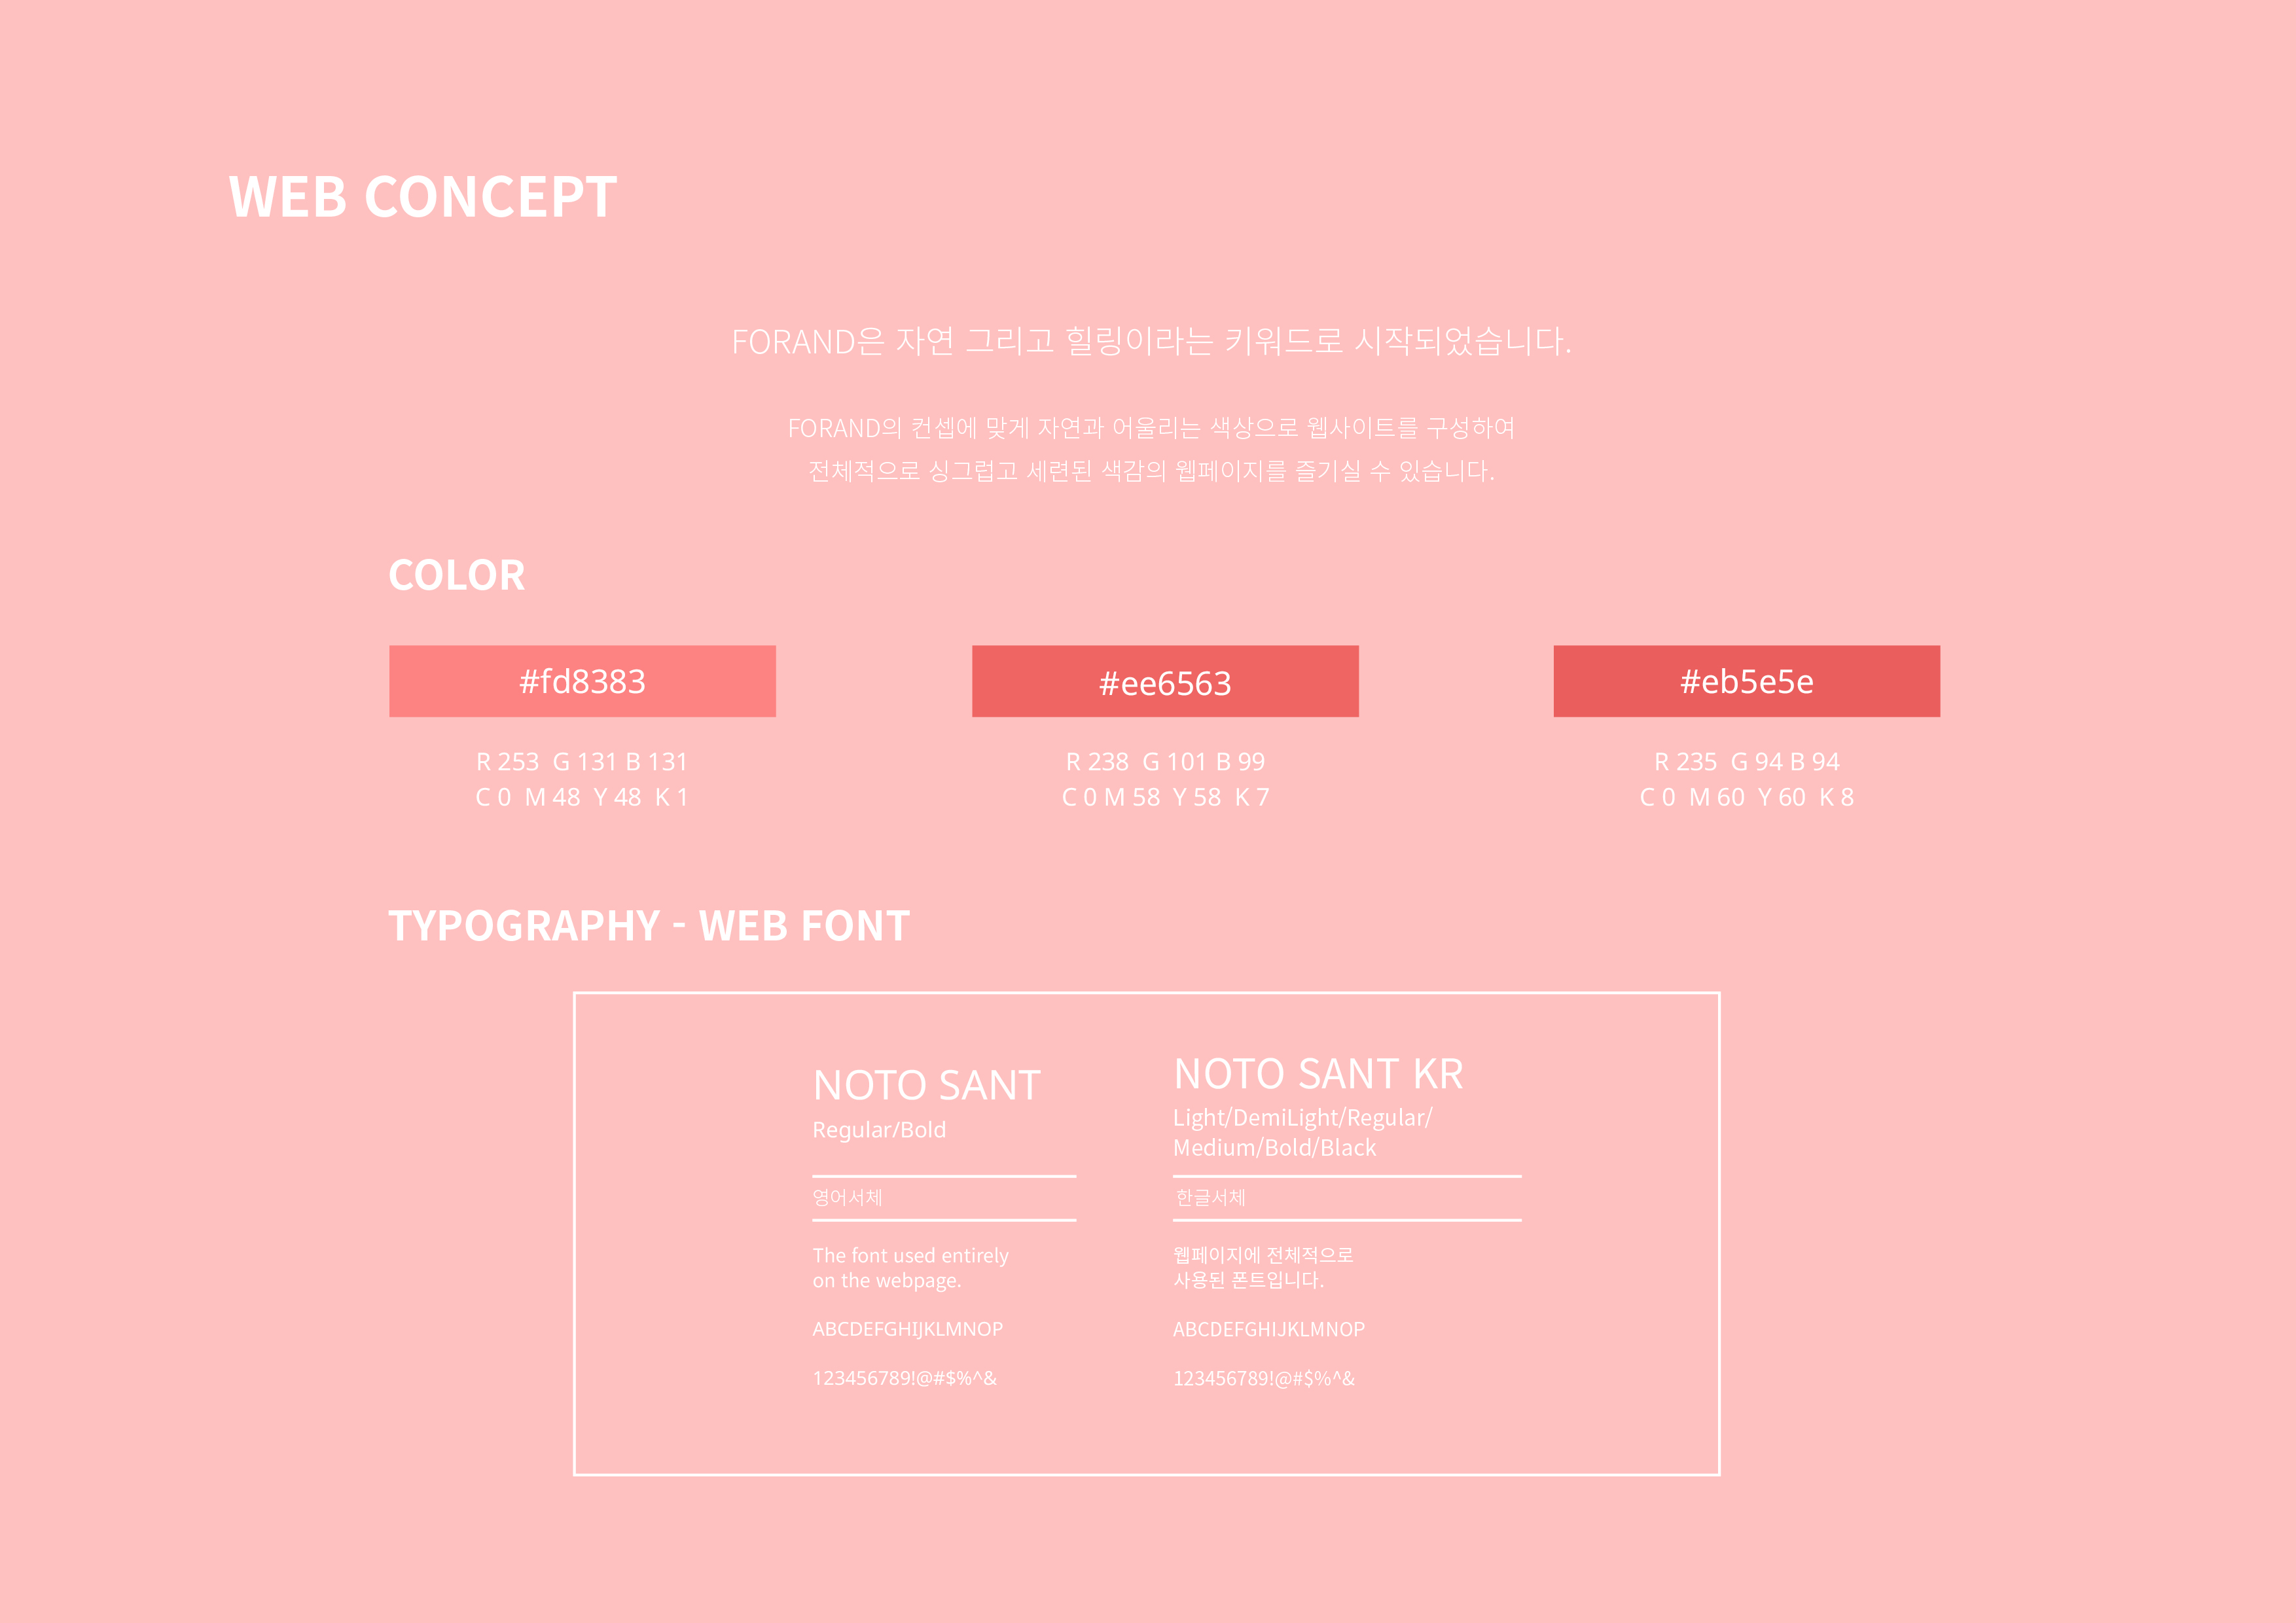 WEB CONCEPT
FORAND은 자연 그리고 힐링이라는 키워드로 시작되었습니다.
FORAND의 컨셉에 맞게 자연과 어울리는 색상으로 웹사이트를 구성하여
전체적으로 싱그럽고 세련된 색감의 웹페이지를 즐기실 수 있습니다.
COLOR
#fd8383
R 253 G 131 B 131
C 0 M 48 Y 48 K 1
#ee6563
R 238 G 101 B 99
C 0 M 58 Y 58 K 7
#eb5e5e
R 235 G 94 B 94
C 0 M 60 Y 60 K 8
TYPOGRAPHY - WEB FONT
NOTO SANT
Regular/Bold
영어서체
The font used entirely
on the webpage.
ABCDEFGHIJKLMNOP
123456789!@#$%^&
NOTO SANT KR
Light/DemiLight/Regular/
Medium/Bold/Black
한글서체
웹페이지에 전체적으로
사용된 폰트입니다.
ABCDEFGHIJKLMNOP
123456789!@#$%^&